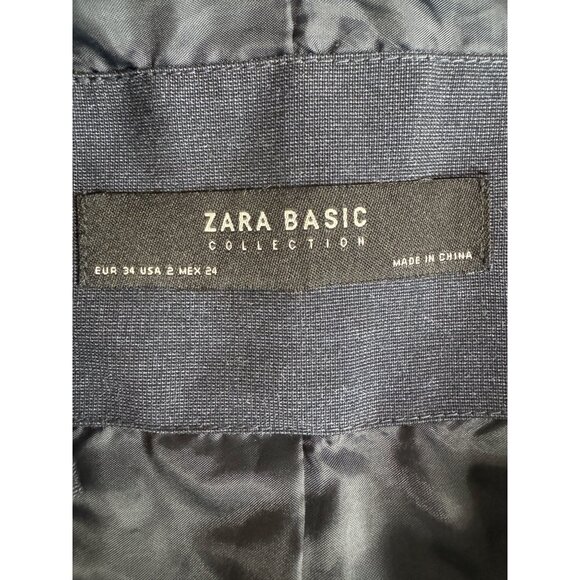 ZARA BASIC
COLLECTION
EUR 34 USA 2 MEX 24
MADE IN CHINA